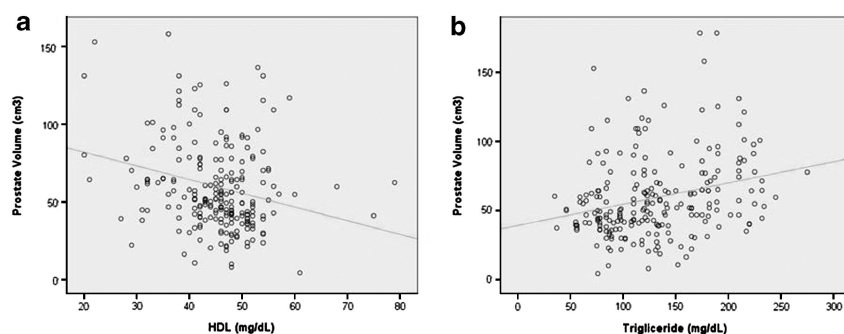 a
Prostate Volume (cm3)
150
100
50
0
20 30 40 50 60 70 80
HDL (mg/dL)
b
Prostate Volume (cm3)
150
100
50
0
0 50 100 150 200 250 300
Trigliceride (mg/dL)